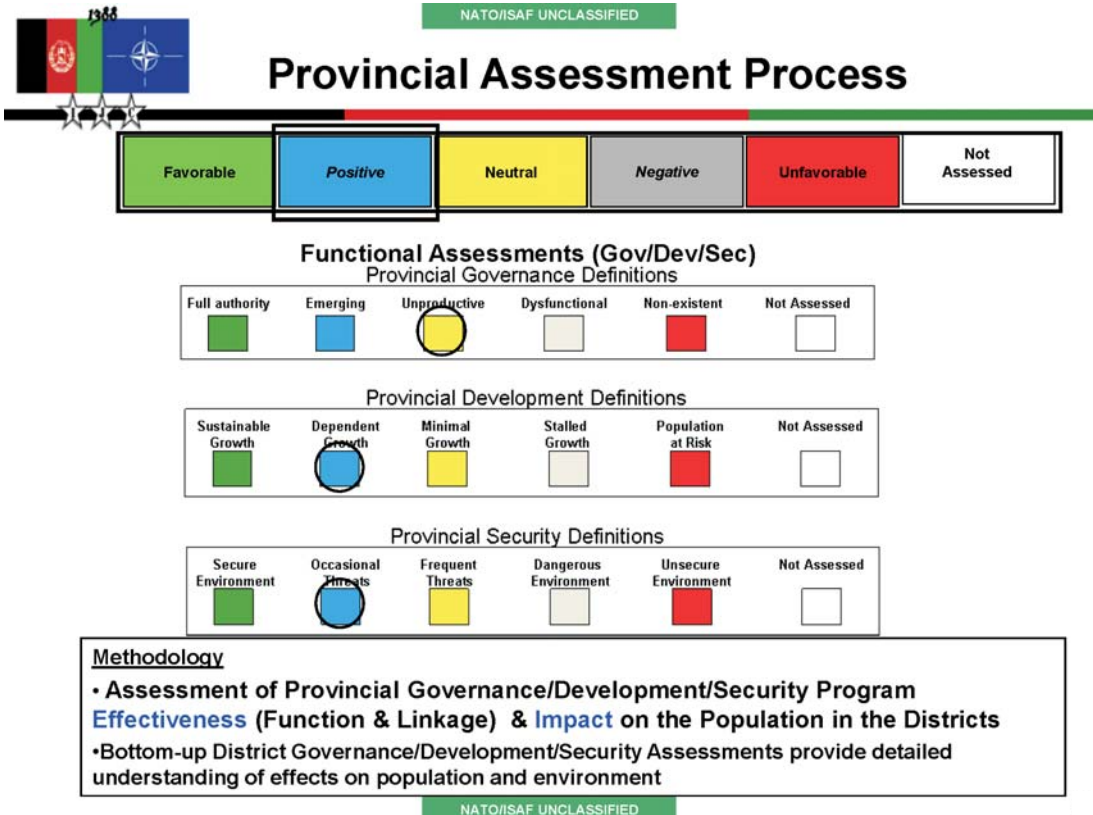 NATO/ISAF UNCLASSIFIED
1388
I J C
Provincial Assessment Process
Favorable Positive Neutral Negative Unfavorable Not
Assessed
Functional Assessments (Gov/Dev/Sec)
Provincial Governance Definitions
Full authority Emerging Unproductive Dysfunctional Non-existent Not Assessed
Provincial Development Definitions
Sustainable Dependent Minimal Stalled Population Not Assessed
Growth Growth Growth Growth at Risk
Provincial Security Definitions
Secure Occasional Frequent Dangerous Unsecure Not Assessed
Environment Threats Threats Environment Environment
Methodology
• Assessment of Provincial Governance/Development/Security Program
Effectiveness (Function & Linkage) & Impact on the Population in the Districts
•Bottom-up District Governance/Development/Security Assessments provide detailed
understanding of effects on population and environment
NATO/ISAF UNCLASSIFIED